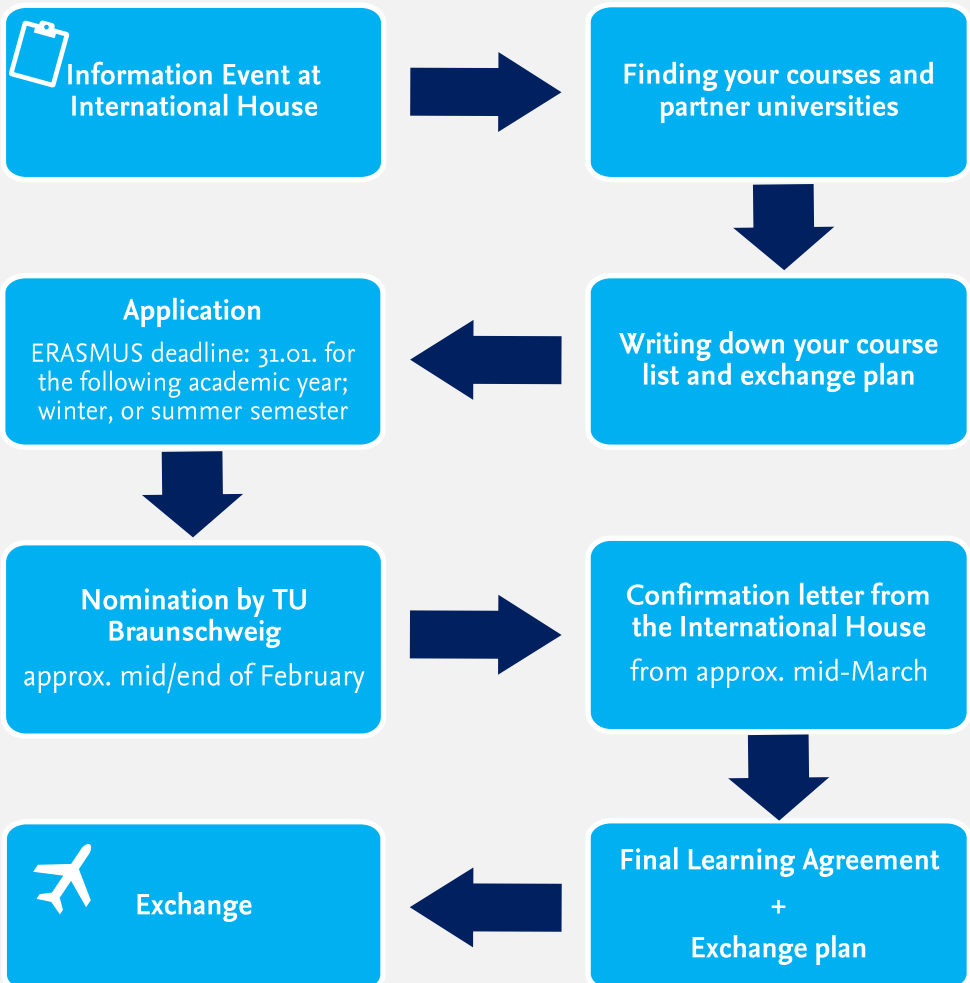 Information Event at
International House
Finding your courses and
partner universities
Writing down your course
list and exchange plan
Application
ERASMUS deadline: 31.01. for
the following academic year;
winter, or summer semester
Nomination by TU
Braunschweig
approx. mid/end of February
Confirmation letter from
the International House
from approx. mid-March
Final Learning Agreement
+
Exchange plan
Exchange